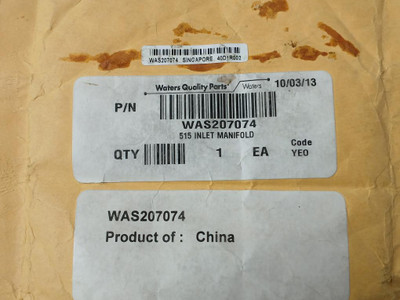 WAS207074 SINGAPORE 40D1R002
Waters Quality Parts Waters 10/03/13
P/N
WAS207074
515 INLET MANIFOLD
QTY 1 EA Code YEO
WAS207074
Product of : China